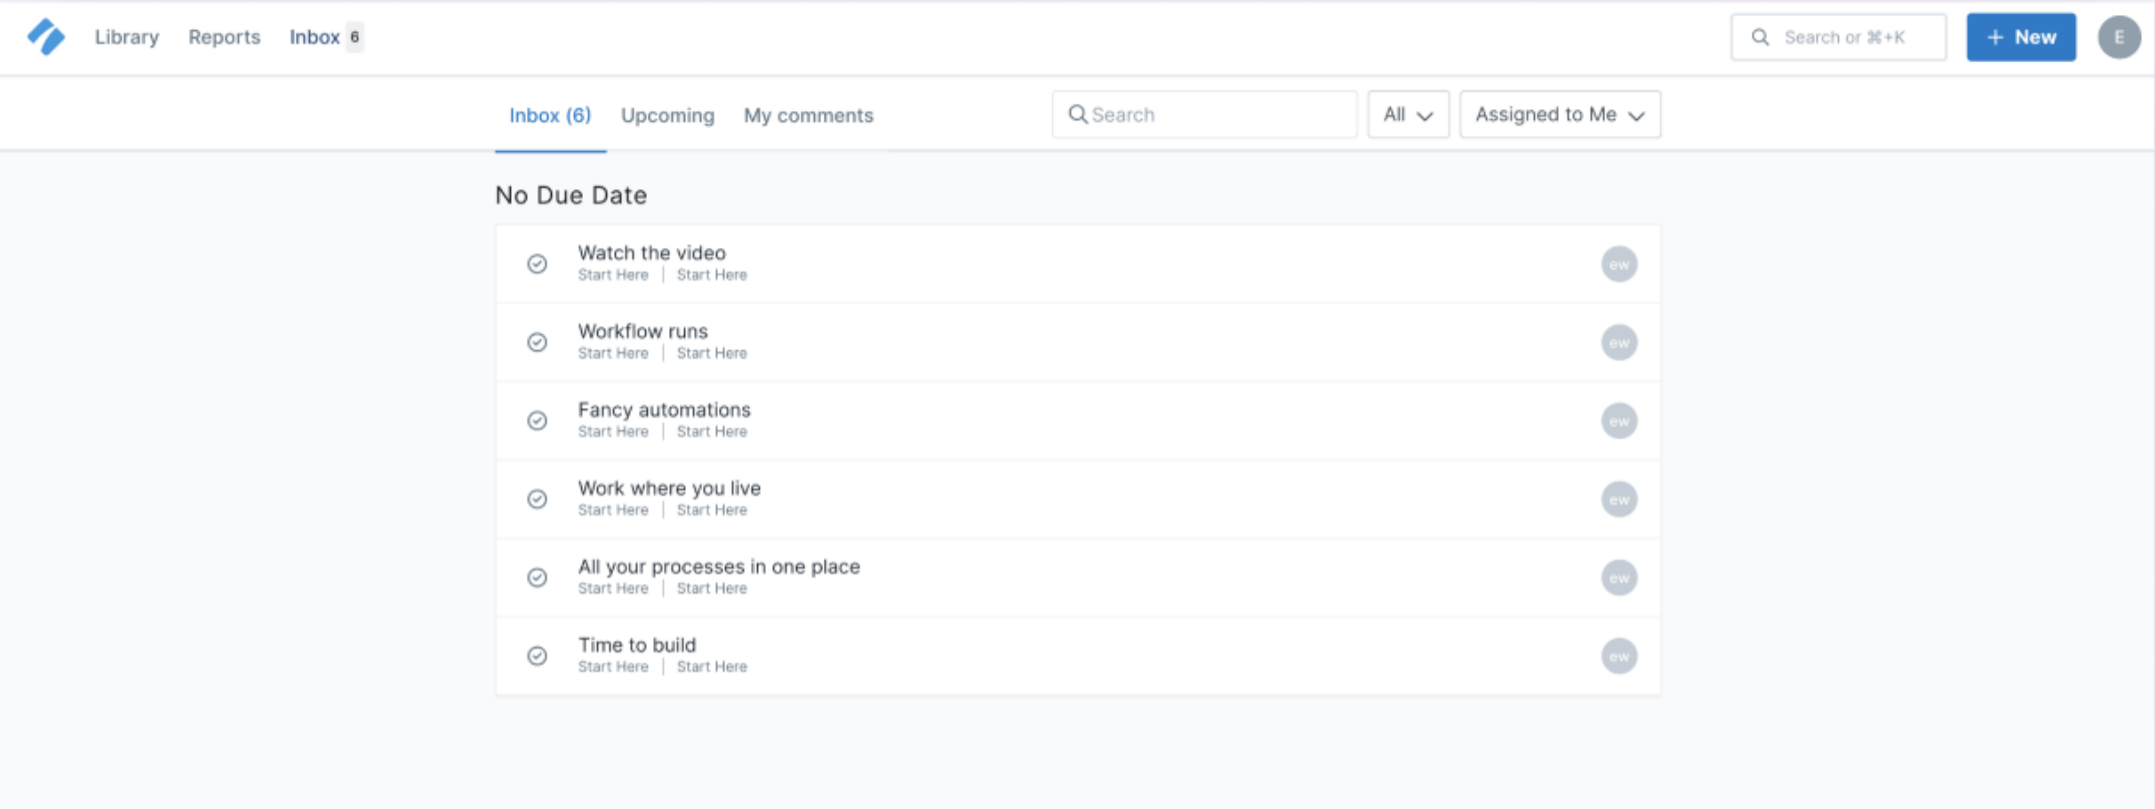 Library Reports Inbox 6 Search or ⌘+K + New E
Inbox (6) Upcoming My comments Search All Assigned to Me
No Due Date
Watch the video
Start Here | Start Here
ew
Workflow runs
Start Here | Start Here
ew
Fancy automations
Start Here | Start Here
ew
Work where you live
Start Here | Start Here
ew
All your processes in one place
Start Here | Start Here
ew
Time to build
Start Here | Start Here
ew